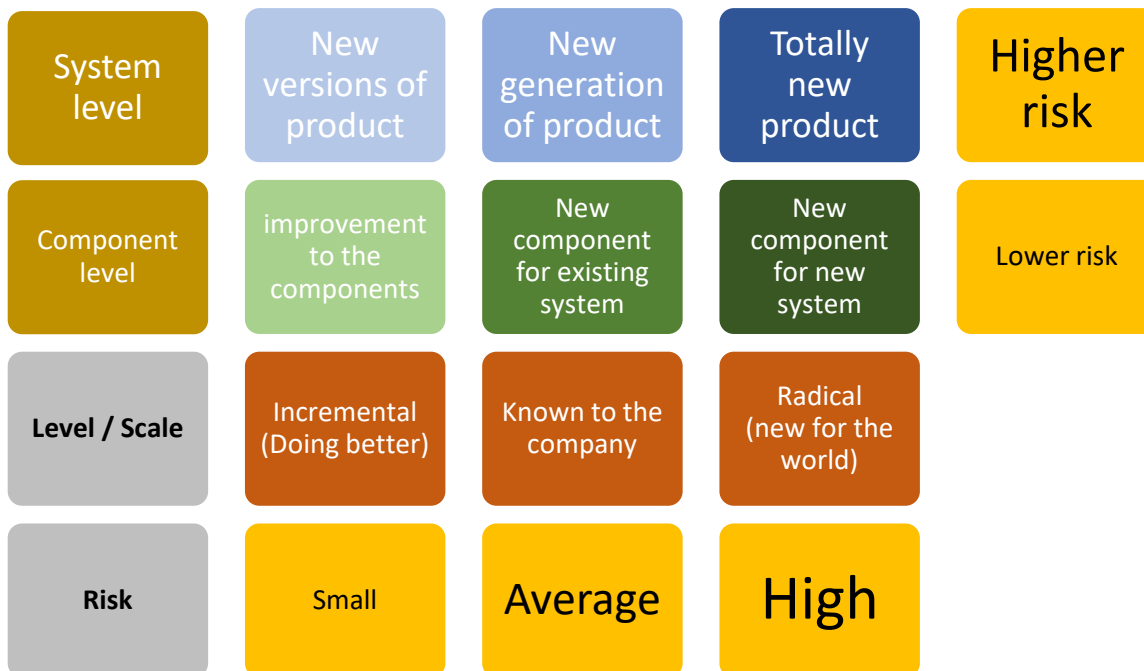 System
level
New
versions of
product
New
generation
of product
Totally
new
product
Higher
risk
Component
level
improvement
to the
components
New
component
for existing
system
New
component
for new
system
Lower risk
Level / Scale
Incremental
(Doing better)
Known to the
company
Radical
(new for the
world)
Risk
Small
Average
High